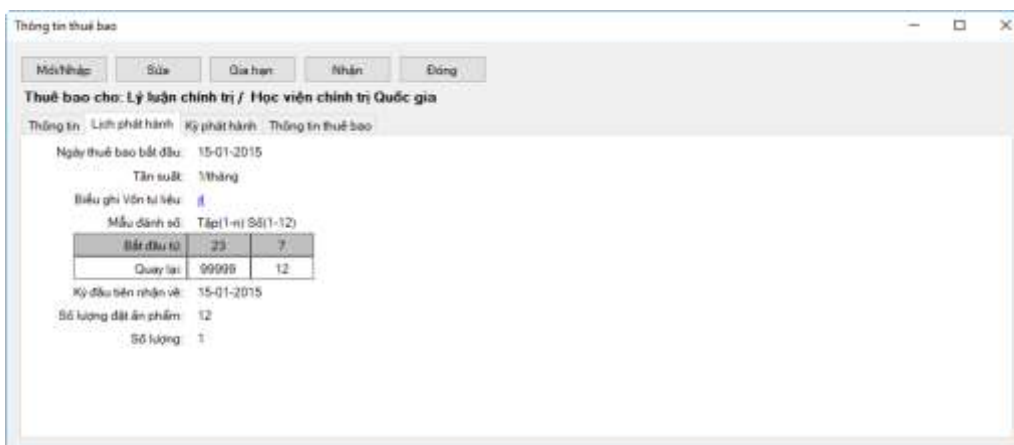 Thông tin thuê bao
Mới/Nhập Sửa Gia hạn Nhận Đóng
Thuê bao cho: Lý luận chính trị / Học viện chính trị Quốc gia
Thông tin Lịch phát hành Kỳ phát hành Thông tin thuê bao
Ngày thuê bao bắt đầu: 15-01-2015
Tần suất: 1/tháng
Biểu ghi Vốn tư liệu:
Mẫu đánh số: Tập(1-n) Số(1-12)
Bắt đầu từ: 23 7
Quay lại: 99999 12
Kỳ đầu tiên nhận về: 15-01-2015
Số lượng đặt ấn phẩm: 12
Số lượng: 1